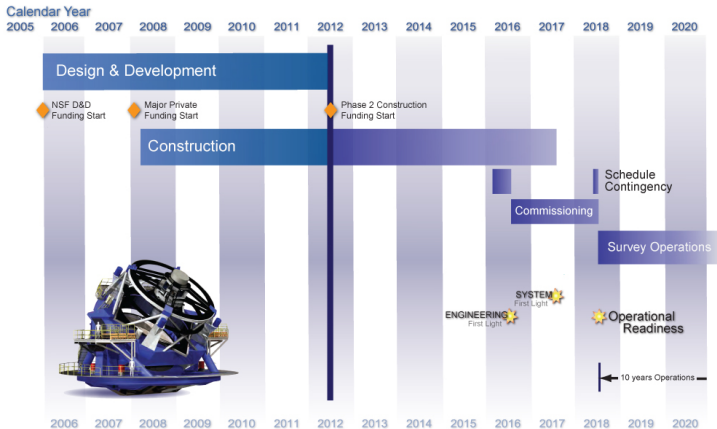 Calendar Year
2005 2006 2007 2008 2009 2010 2011 2012 2013 2014 2015 2016 2017 2018 2019 2020
Design & Development
NSF D&D
Funding Start
Major Private
Funding Start
Phase 2 Construction
Funding Start
Construction
Schedule
Contingency
Commissioning
Survey Operations
SYSTEM
First Light
ENGINEERING
First Light
Operational
Readiness
10 years Operations
2006 2007 2008 2009 2010 2011 2012 2013 2014 2015 2016 2017 2018 2019 2020